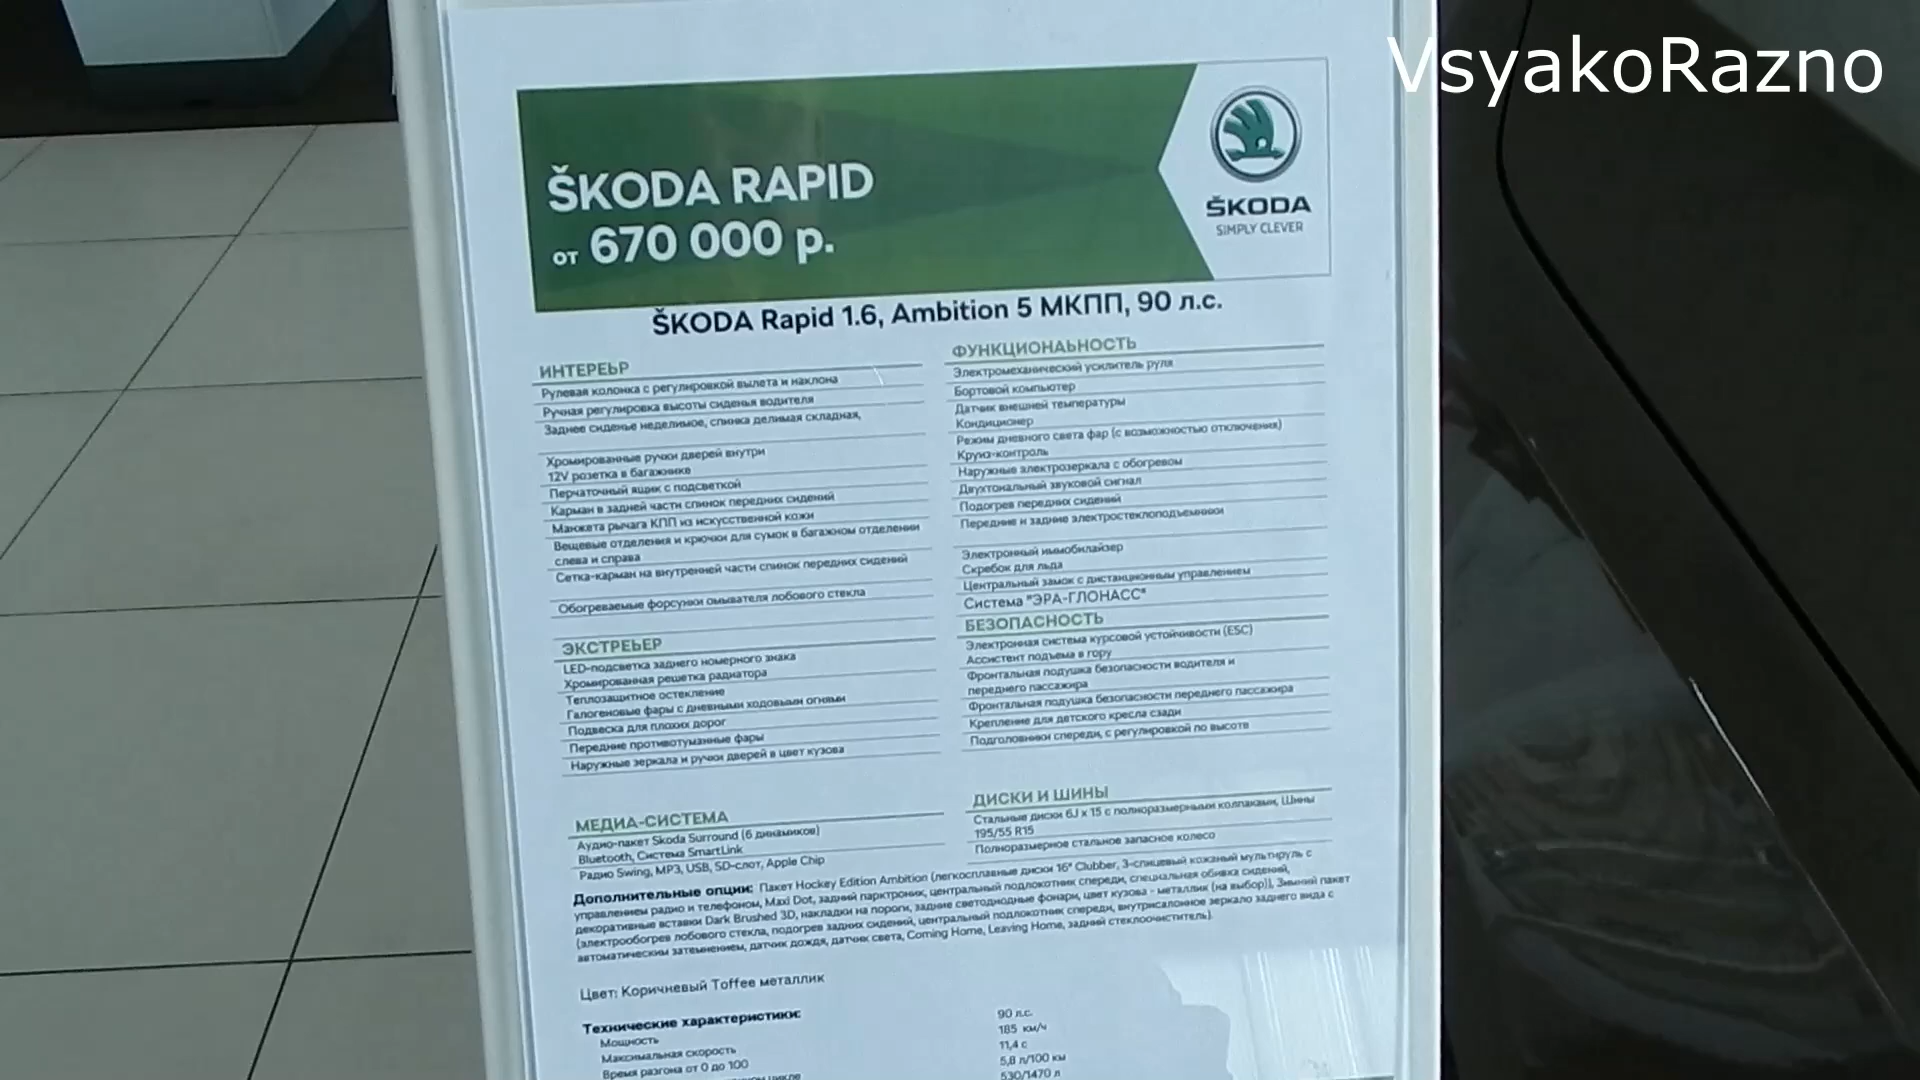 VsyakoRazno
ŠKODA RAPID
от 670 000 р.
ŠKODA
SIMPLY CLEVER
ŠKODA Rapid 1.6, Ambition 5 МКПП, 90 л.с.
ИНТЕРЕЬР
Рулевая колонка с регулировкой вылета и наклона
Ручная регулировка высоты сиденья водителя
Заднее сиденье неделимое, спинка делимая складная,
Хромированные ручки дверей внутри
12V розетка в багажнике
Перчаточный ящик с подсветкой
Карман в задней части спинок передних сидений
Манжета рычага КПП из искусственной кожи
Вещевые отделения и крючки для сумок в багажном отделении
слева и справа
Сетка-карман на внутренней части спинок передних сидений
Обогреваемые форсунки омывателя лобового стекла
ЭКСТРЕЬЕР
LED-подсветка заднего номерного знака
Хромированная решетка радиатора
Теплозащитное остекление
Галогеновые фары с дневными ходовыми огнями
Подвеска для плохих дорог
Передние противотуманные фары
Наружные зеркала и ручки дверей в цвет кузова
МЕДИА-СИСТЕМА
Аудио-пакет Skoda Surround (6 динамиков)
Bluetooth, Система SmartLink
Радио Swing, MP3, USB, SD-слот, Apple Chip
ФУНКЦИОНАЬНОСТЬ
Электромеханический усилитель руля
Бортовой компьютер
Датчик внешней температуры
Кондиционер
Режим дневного света фар (с возможностью отключения)
Круиз-контроль
Наружные электрозеркала с обогревом
Двухтональный звуковой сигнал
Подогрев передних сидений
Передние и задние электростеклоподъемники
Электронный иммобилайзер
Скребок для льда
Центральный замок с дистанционным управлением
Система "ЭРА-ГЛОНАСС"
БЕЗОПАСНОСТЬ
Электронная система курсовой устойчивости (ESC)
Ассистент подъема в гору
Фронтальная подушка безопасности водителя и
переднего пассажира
Фронтальная подушка безопасности переднего пассажира
Крепление для детского кресла сзади
Подголовники спереди, с регулировкой по высоте
ДИСКИ И ШИНЫ
Стальные диски 6J x 15 с полноразмерными колпаками, Шины
195/55 R15
Полноразмерное стальное запасное колесо
Дополнительные опции: Пакет Hockey Edition Ambition (легкосплавные диски 16" Clubber, 3-спицевый кожаный мультируль с
управлением радио и телефоном, Maxi Dot, задний парктроник, центральный подлокотник спереди, специальная обивка сидений,
декоративные вставки Dark Brushed 3D, накладки на пороги, задние светодиодные фонари, цвет кузова - металлик (на выбор)), Зимний пакет
(электрообогрев лобового стекла, подогрев задних сидений, центральный подлокотник спереди, внутрисалонное зеркало заднего вида с
автоматическим затемнением, датчик дождя, датчик света, Coming Home, Leaving Home, задний стеклоочиститель).
Цвет: Коричневый Toffee металлик
Технические характеристики:
Мощность 90 л.с.
Максимальная скорость 185 км/ч
Время разгона от 0 до 100 11,4 с
цикле 5,8 л/100 км
530/1470 л